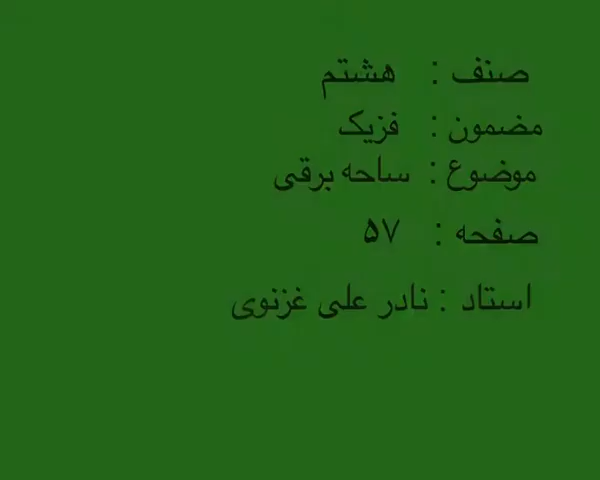 صنف : هشتم
مضمون : فزیک
موضوع : ساحه برقی
صفحه : ۵۷
استاد : نادر علی غزنوی